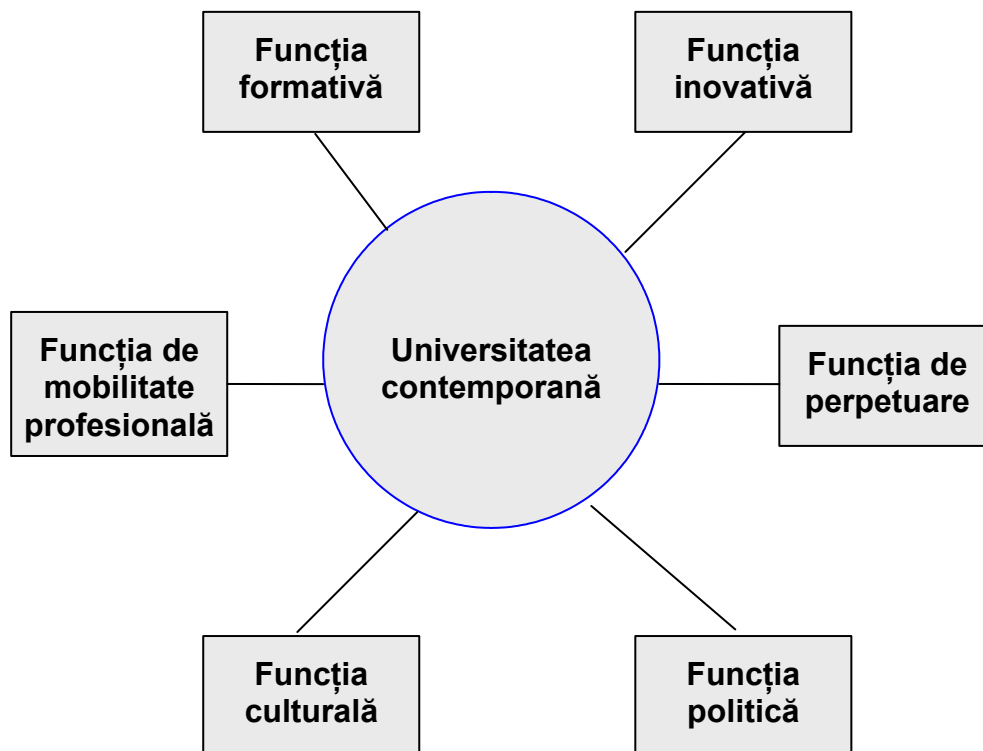 Funcția
formativă
Funcția
inovativă
Funcția de
mobilitate
profesională
Universitatea
contemporană
Funcția de
perpetuare
Funcția
culturală
Funcția
politică